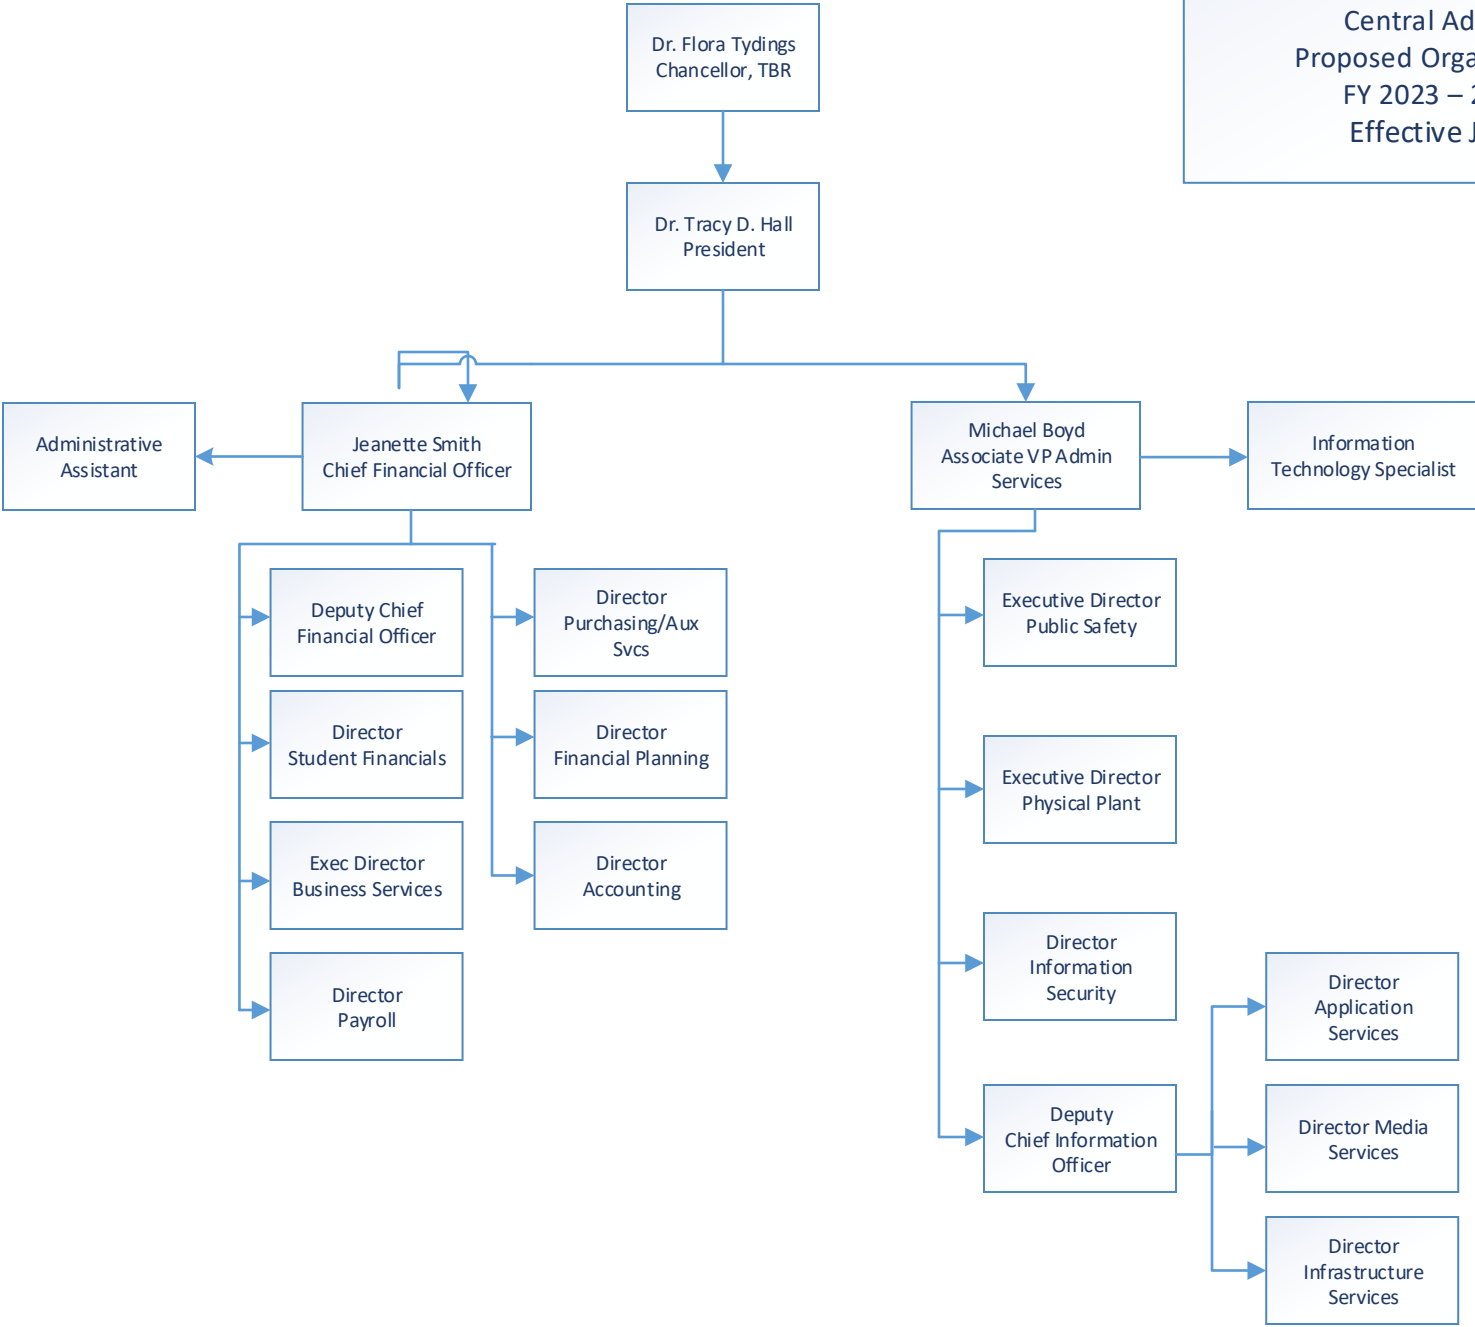 Central Ad
Proposed Orga
FY 2023 –
Effective J
Dr. Flora Tydings
Chancellor, TBR
Dr. Tracy D. Hall
President
Administrative
Assistant
Jeanette Smith
Chief Financial Officer
Michael Boyd
Associate VP Admin
Services
Information
Technology Specialist
Deputy Chief
Financial Officer
Director
Purchasing/Aux
Svcs
Director
Student Financials
Director
Financial Planning
Exec Director
Business Services
Director
Accounting
Director
Payroll
Executive Director
Public Safety
Executive Director
Physical Plant
Director
Information
Security
Deputy
Chief Information
Officer
Director
Application
Services
Director Media
Services
Director
Infrastructure
Services